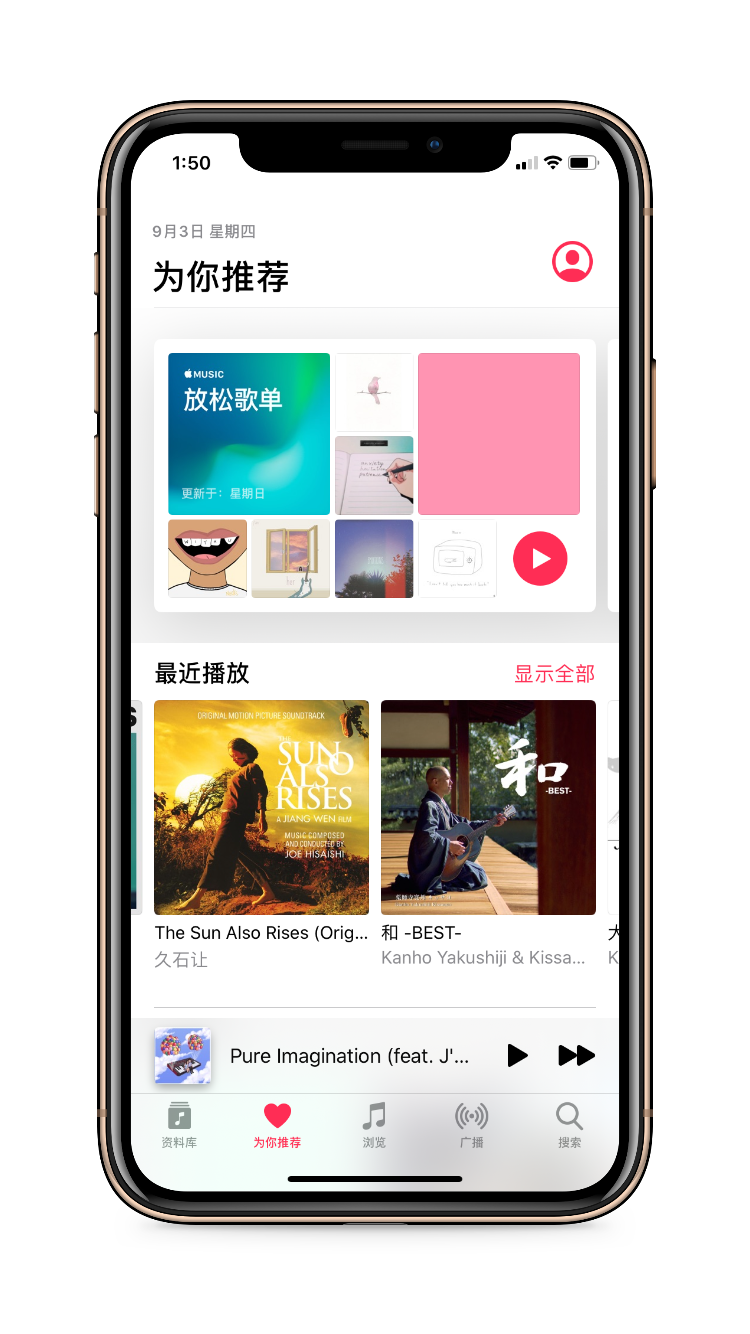 1:50
9月3日 星期四
为你推荐
MUSIC
放松歌单
更新于：星期日
最近播放
显示全部
ORIGINAL MOTION PICTURE SOUNDTRACK
THE
SUN
ALSO
RISES
A JIANG WEN FILM
MUSIC COMPOSED
AND CONDUCTED BY
JOE HISAISHI
和
-BEST-
The Sun Also Rises (Orig...
久石让
和 -BEST-
Kanho Yakushiji & Kissa...
Pure Imagination (feat. J'...
资料库
为你推荐
浏览
广播
搜索